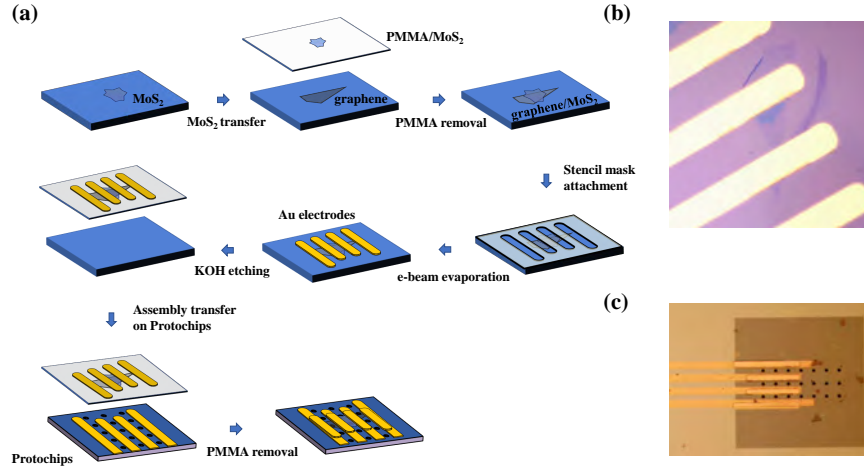 (a)
(b)
PMMA/MoS₂
MoS₂
graphene
graphene/MoS₂
MoS₂ transfer
PMMA removal
Stencil mask
attachment
Au electrodes
KOH etching
e-beam evaporation
(c)
Assembly transfer
on Protochips
Protochips
PMMA removal